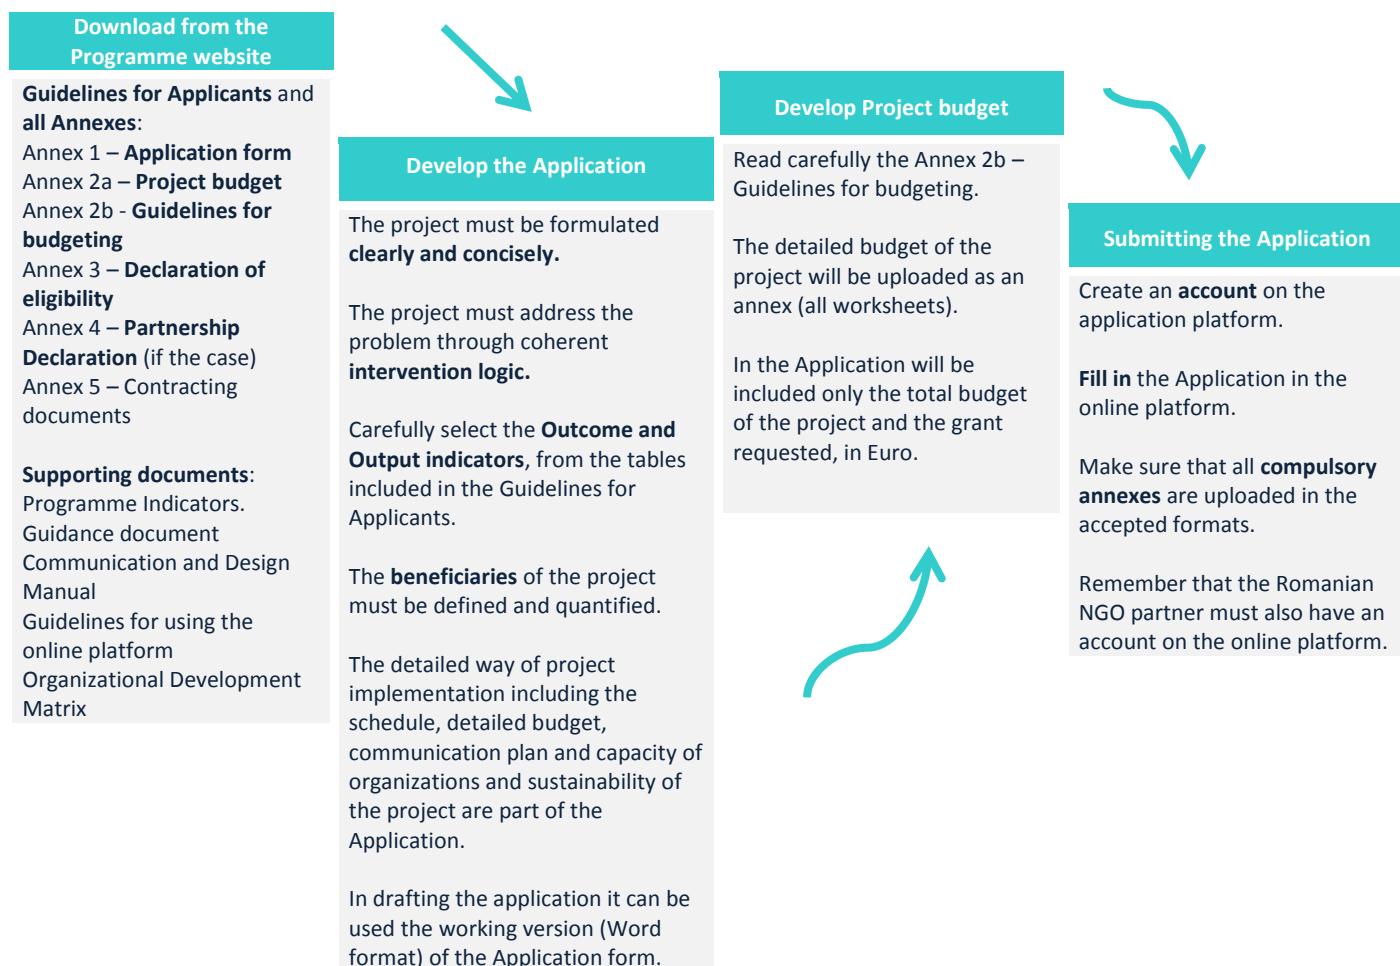 Download from the
Programme website
Guidelines for Applicants and
all Annexes:
Annex 1 – Application form
Annex 2a – Project budget
Annex 2b - Guidelines for
budgeting
Annex 3 – Declaration of
eligibility
Annex 4 – Partnership
Declaration (if the case)
Annex 5 – Contracting
documents
Supporting documents:
Programme Indicators.
Guidance document
Communication and Design
Manual
Guidelines for using the
online platform
Organizational Development
Matrix
Develop the Application
The project must be formulated
clearly and concisely.
The project must address the
problem through coherent
intervention logic.
Carefully select the Outcome and
Output indicators, from the tables
included in the Guidelines for
Applicants.
The beneficiaries of the project
must be defined and quantified.
The detailed way of project
implementation including the
schedule, detailed budget,
communication plan and capacity of
organizations and sustainability of
the project are part of the
Application.
In drafting the application it can be
used the working version (Word
format) of the Application form.
Develop Project budget
Read carefully the Annex 2b –
Guidelines for budgeting.
The detailed budget of the
project will be uploaded as an
annex (all worksheets).
In the Application will be
included only the total budget
of the project and the grant
requested, in Euro.
Submitting the Application
Create an account on the
application platform.
Fill in the Application in the
online platform.
Make sure that all compulsory
annexes are uploaded in the
accepted formats.
Remember that the Romanian
NGO partner must also have an
account on the online platform.